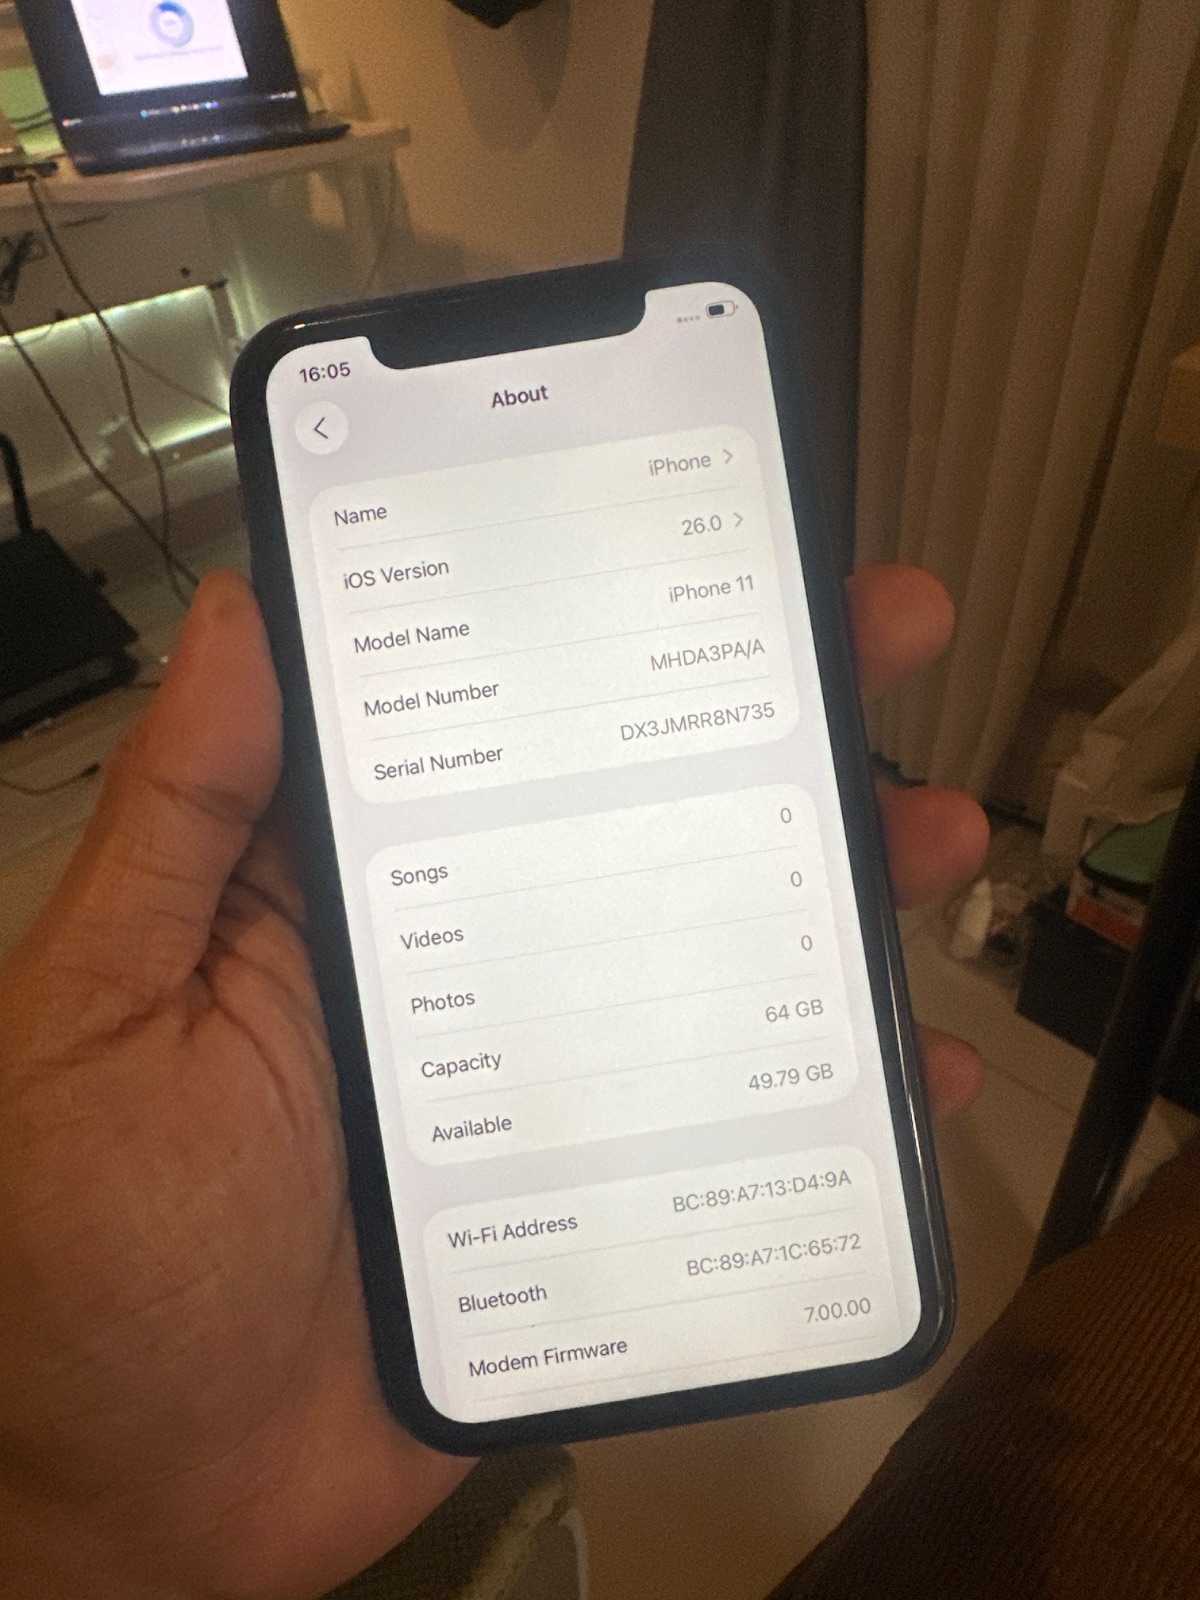 16:05
About
Name iPhone
iOS Version 26.0
Model Name iPhone 11
Model Number MHDA3PA/A
Serial Number DX3JMRR8N735
Songs 0
Videos 0
Photos 0
Capacity 64 GB
Available 49.79 GB
Wi-Fi Address BC:89:A7:13:D4:9A
Bluetooth BC:89:A7:1C:65:72
Modem Firmware 7.00.00